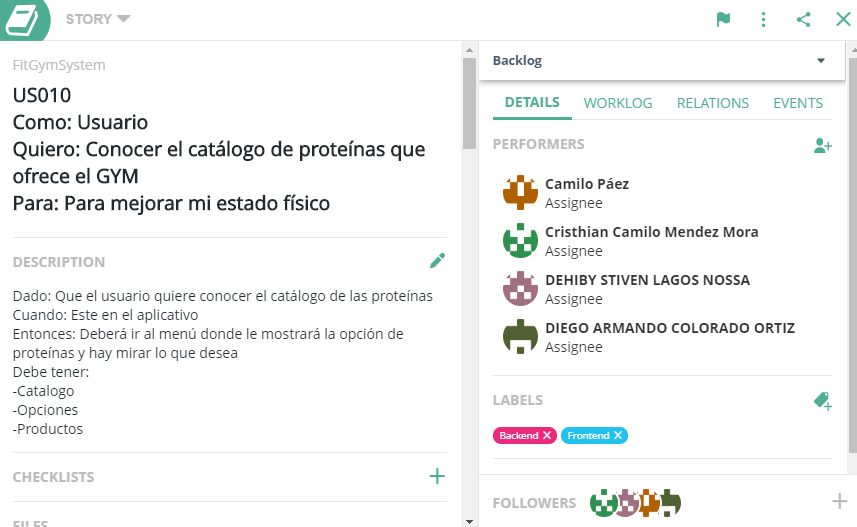 STORY
FitGymSystem
US010
Como: Usuario
Quiero: Conocer el catálogo de proteínas que
ofrece el GYM
Para: Para mejorar mi estado físico
DESCRIPTION
Dado: Que el usuario quiere conocer el catálogo de las proteínas
Cuando: Este en el aplicativo
Entonces: Deberá ir al menú donde le mostrará la opción de
proteínas y hay mirar lo que desea
Debe tener:
-Catalogo
-Opciones
-Productos
CHECKLISTS
FILES
Backlog
DETAILS WORKLOG RELATIONS EVENTS
PERFORMERS
Camilo Páez
Assignee
Cristhian Camilo Mendez Mora
Assignee
DEHIBY STIVEN LAGOS NOSSA
Assignee
DIEGO ARMANDO COLORADO ORTIZ
Assignee
LABELS
Backend X Frontend X
FOLLOWERS